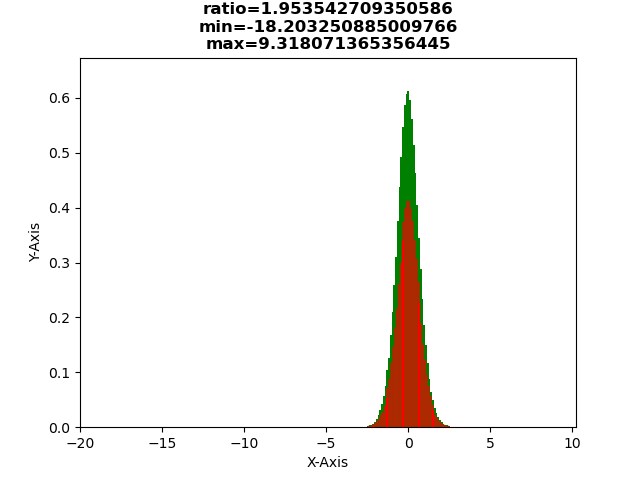 ratio=1.953542709350586
min=-18.203250885009766
max=9.318071365356445
0.6
0.5
0.4
0.3
0.2
0.1
0.0
Y-Axis
−20 −15 −10 −5 0 5 10
X-Axis